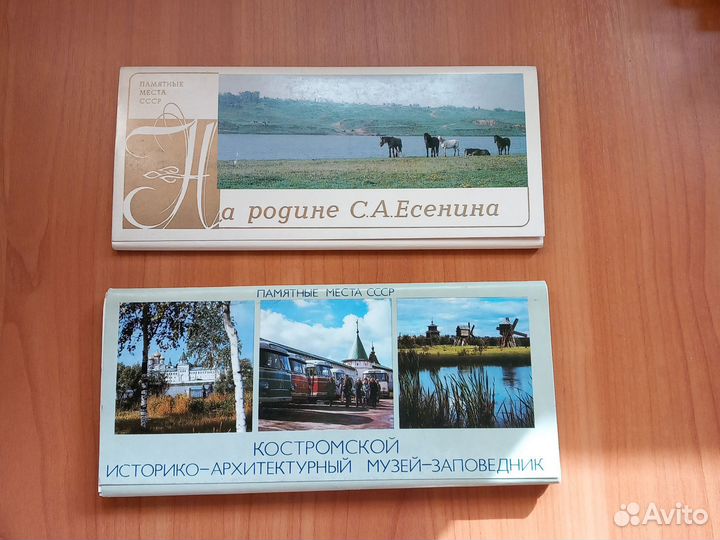 ПАМЯТНЫЕ
МЕСТА
СССР
На родине С.А.Есенина
ПАМЯТНЫЕ МЕСТА СССР
КОСТРОМСКОЙ
ИСТОРИКО-АРХИТЕКТУРНЫЙ МУЗЕЙ-ЗАПОВЕДНИК
Avito